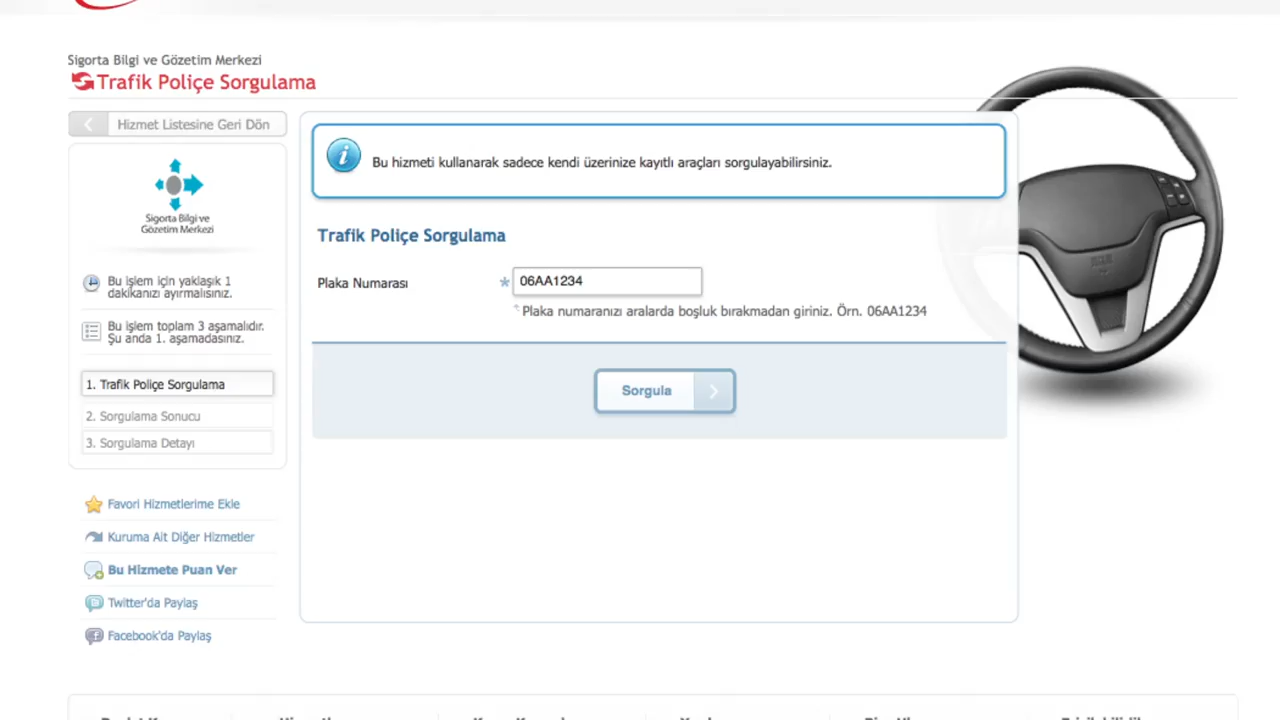 Sigorta Bilgi ve Gözetim Merkezi
Trafik Poliçe Sorgulama
Hizmet Listesine Geri Dön
Sigorta Bilgi ve
Gözetim Merkezi
Bu işlem için yaklaşık 1
dakikanızı ayırmalısınız.
Bu işlem toplam 3 aşamalıdır.
Şu anda 1. aşamadasınız.
1. Trafik Poliçe Sorgulama
2. Sorgulama Sonucu
3. Sorgulama Detayı
Favori Hizmetlerime Ekle
Kuruma Ait Diğer Hizmetler
Bu Hizmete Puan Ver
Twitter'da Paylaş
Facebook'da Paylaş
Bu hizmeti kullanarak sadece kendi üzerinize kayıtlı araçları sorgulayabilirsiniz.
Trafik Poliçe Sorgulama
Plaka Numarası * 06AA1234
* Plaka numaranızı aralarda boşluk bırakmadan giriniz. Örn. 06AA1234
Sorgula